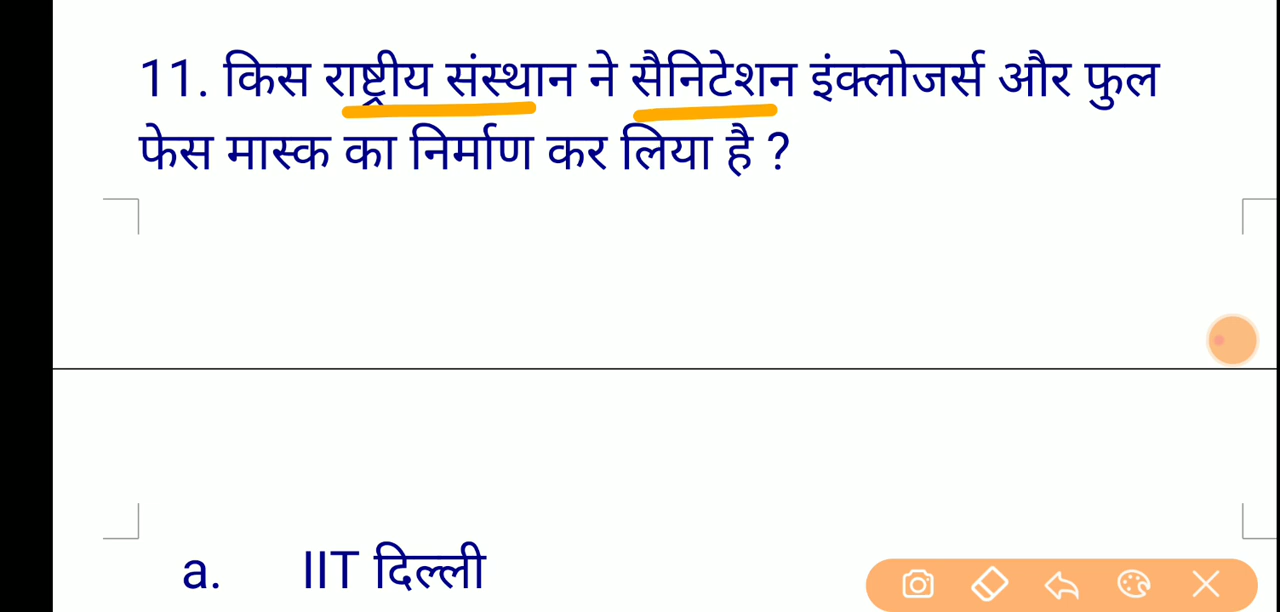 11. किस राष्ट्रीय संस्थान ने सैनिटेशन इंक्लोजर्स और फुल
फेस मास्क का निर्माण कर लिया है ?
a. IIT दिल्ली